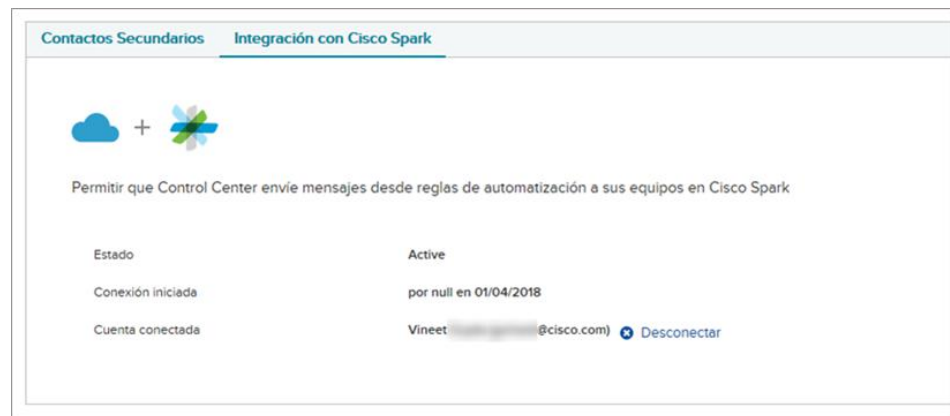 Contactos Secundarios Integración con Cisco Spark
+
Permitir que Control Center envíe mensajes desde reglas de automatización a sus equipos en Cisco Spark
Estado Active
Conexión iniciada por null en 01/04/2018
Cuenta conectada Vineet @cisco.com) Desconectar